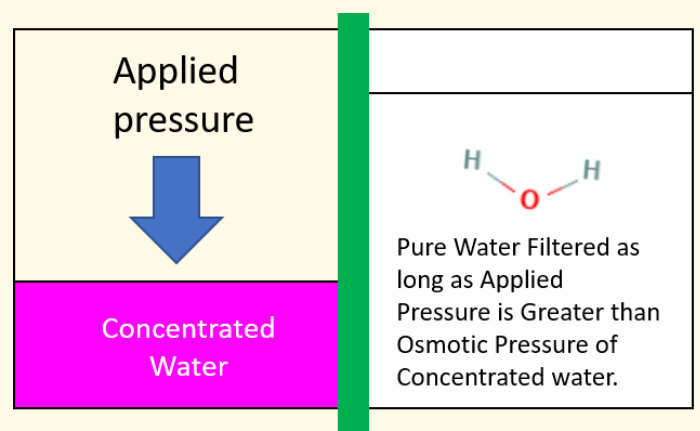 Applied
pressure
Concentrated
Water
H
H
O
Pure Water Filtered as
long as Applied
Pressure is Greater than
Osmotic Pressure of
Concentrated water.